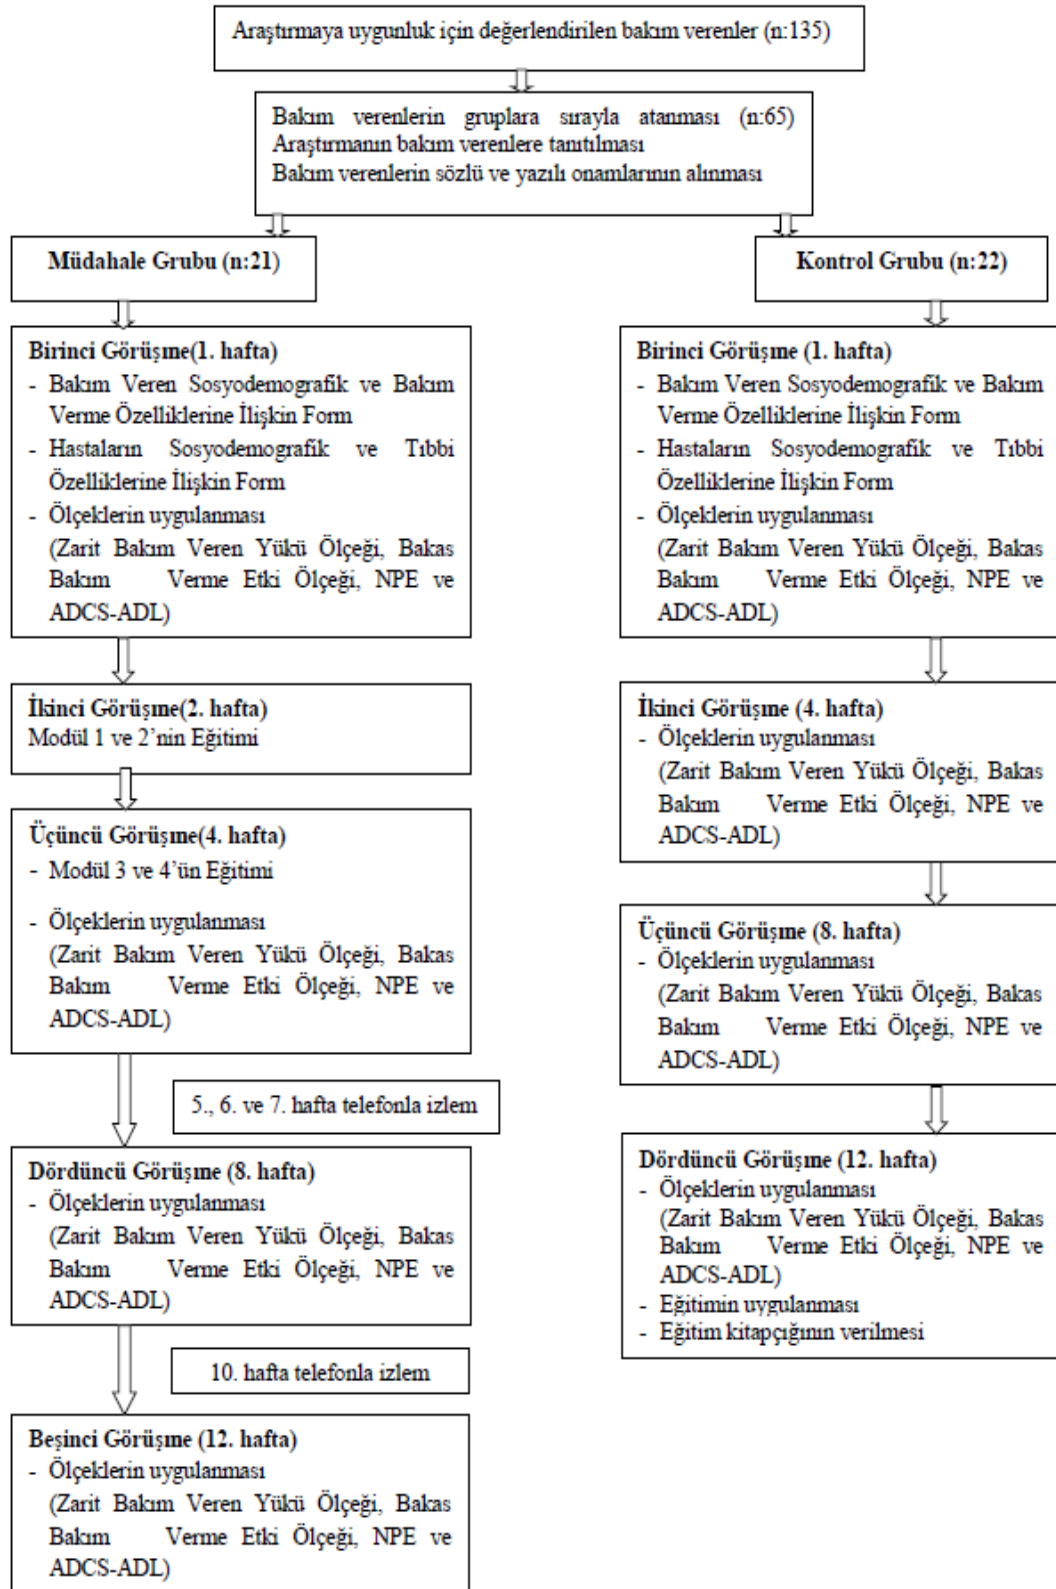 Araştırmaya uygunluk için değerlendirilen bakım verenler (n:135)
Bakım verenlerin gruplara sırayla atanması (n:65)
Araştırmanın bakım verenlere tanıtılması
Bakım verenlerin sözlü ve yazılı onamlarının alınması
Müdahale Grubu (n:21)
Birinci Görüşme(1. hafta)
- Bakım Veren Sosyodemografik ve Bakım
Verme Özelliklerine İlişkin Form
- Hastaların Sosyodemografik ve Tıbbi
Özelliklerine İlişkin Form
- Ölçeklerin uygulanması
(Zarit Bakım Veren Yükü Ölçeği, Bakas
Bakım Verme Etki Ölçeği, NPE ve
ADCS-ADL)
İkinci Görüşme(2. hafta)
Modül 1 ve 2’nin Eğitimi
Üçüncü Görüşme(4. hafta)
- Modül 3 ve 4’ün Eğitimi
- Ölçeklerin uygulanması
(Zarit Bakım Veren Yükü Ölçeği, Bakas
Bakım Verme Etki Ölçeği, NPE ve
ADCS-ADL)
5., 6. ve 7. hafta telefonla izlem
Dördüncü Görüşme (8. hafta)
- Ölçeklerin uygulanması
(Zarit Bakım Veren Yükü Ölçeği, Bakas
Bakım Verme Etki Ölçeği, NPE ve
ADCS-ADL)
10. hafta telefonla izlem
Beşinci Görüşme (12. hafta)
- Ölçeklerin uygulanması
(Zarit Bakım Veren Yükü Ölçeği, Bakas
Bakım Verme Etki Ölçeği, NPE ve
ADCS-ADL)
Kontrol Grubu (n:22)
Birinci Görüşme (1. hafta)
- Bakım Veren Sosyodemografik ve Bakım
Verme Özelliklerine İlişkin Form
- Hastaların Sosyodemografik ve Tıbbi
Özelliklerine İlişkin Form
- Ölçeklerin uygulanması
(Zarit Bakım Veren Yükü Ölçeği, Bakas
Bakım Verme Etki Ölçeği, NPE ve
ADCS-ADL)
İkinci Görüşme (4. hafta)
- Ölçeklerin uygulanması
(Zarit Bakım Veren Yükü Ölçeği, Bakas
Bakım Verme Etki Ölçeği, NPE ve
ADCS-ADL)
Üçüncü Görüşme (8. hafta)
- Ölçeklerin uygulanması
(Zarit Bakım Veren Yükü Ölçeği, Bakas
Bakım Verme Etki Ölçeği, NPE ve
ADCS-ADL)
Dördüncü Görüşme (12. hafta)
- Ölçeklerin uygulanması
(Zarit Bakım Veren Yükü Ölçeği, Bakas
Bakım Verme Etki Ölçeği, NPE ve
ADCS-ADL)
- Eğitimin uygulanması
- Eğitim kitapçığının verilmesi